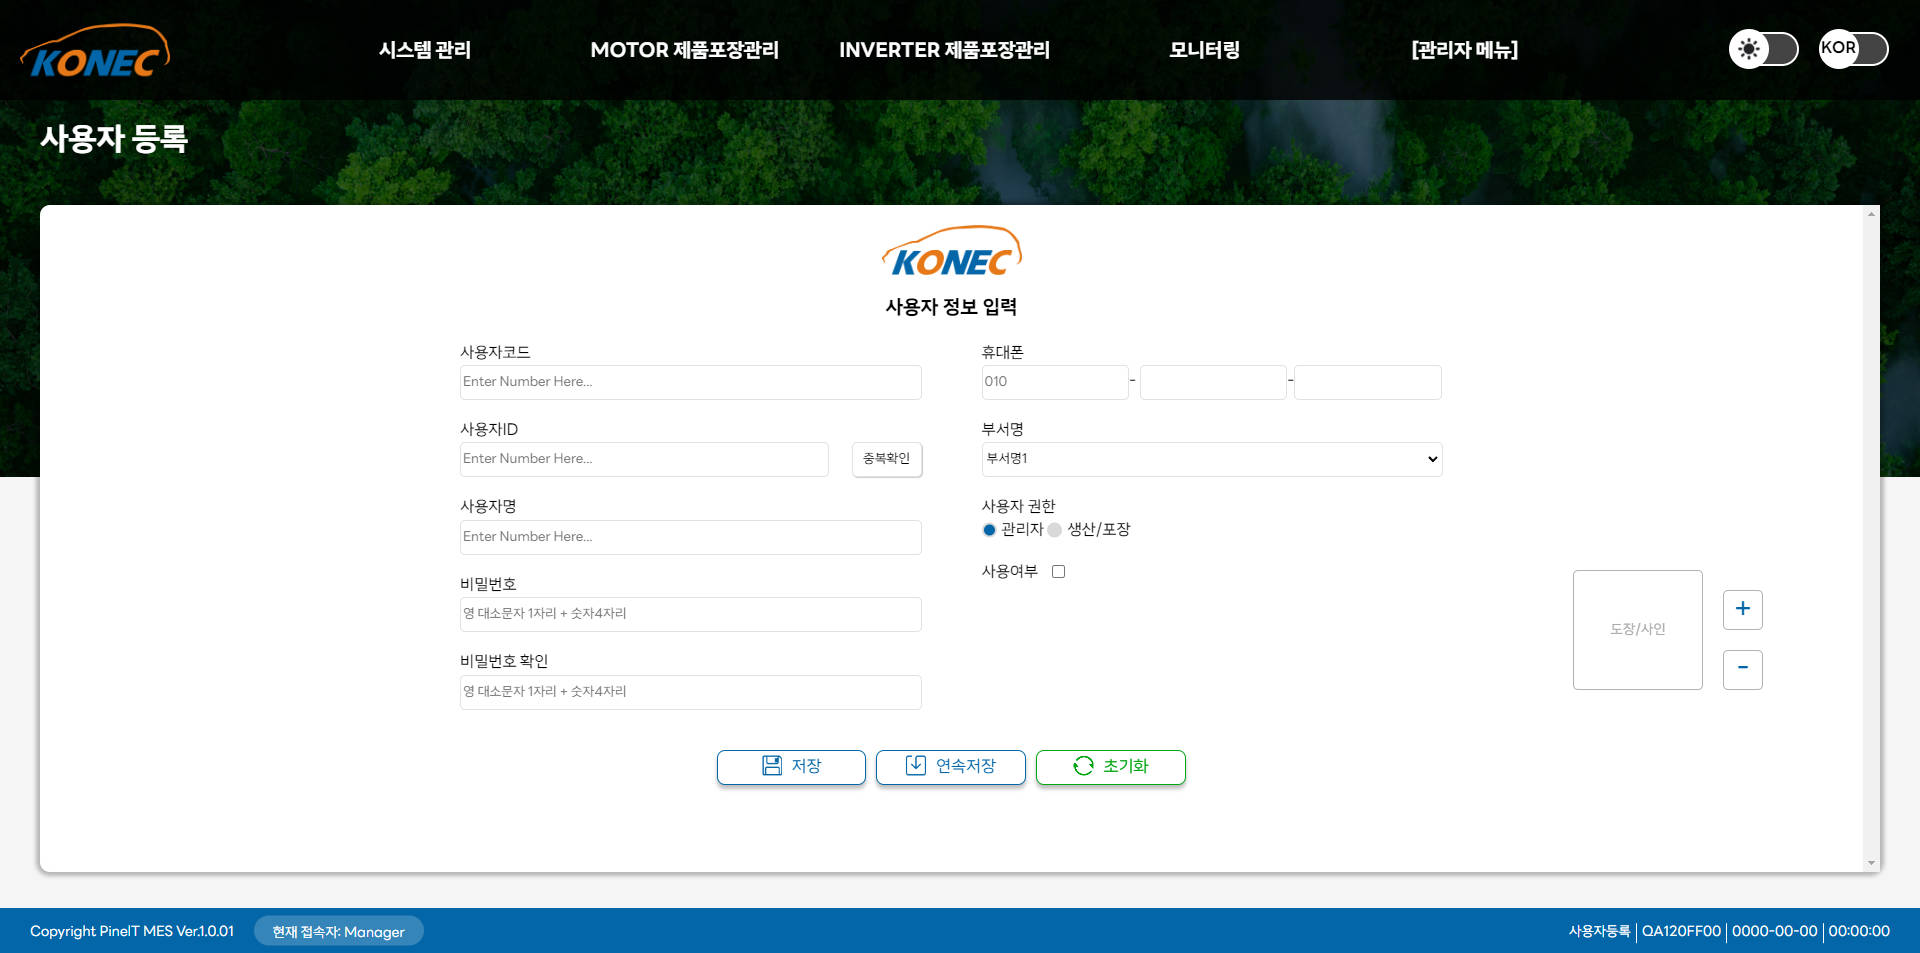 KONEC
시스템 관리
MOTOR 제품포장관리
INVERTER 제품포장관리
모니터링
[관리자 메뉴]
KOR
사용자 등록
KONEC
사용자 정보 입력
사용자코드
Enter Number Here...
사용자ID
Enter Number Here...
중복확인
사용자명
Enter Number Here...
비밀번호
영 대소문자 1자리 + 숫자4자리
비밀번호 확인
영 대소문자 1자리 + 숫자4자리
휴대폰
010 - -
부서명
부서명1
사용자 권한
관리자 생산/포장
사용여부
도장/사인
+
-
저장
연속저장
초기화
Copyright PineIT MES Ver.1.0.01
현재 접속자: Manager
사용자등록 | QA120FF00 | 0000-00-00 | 00:00:00